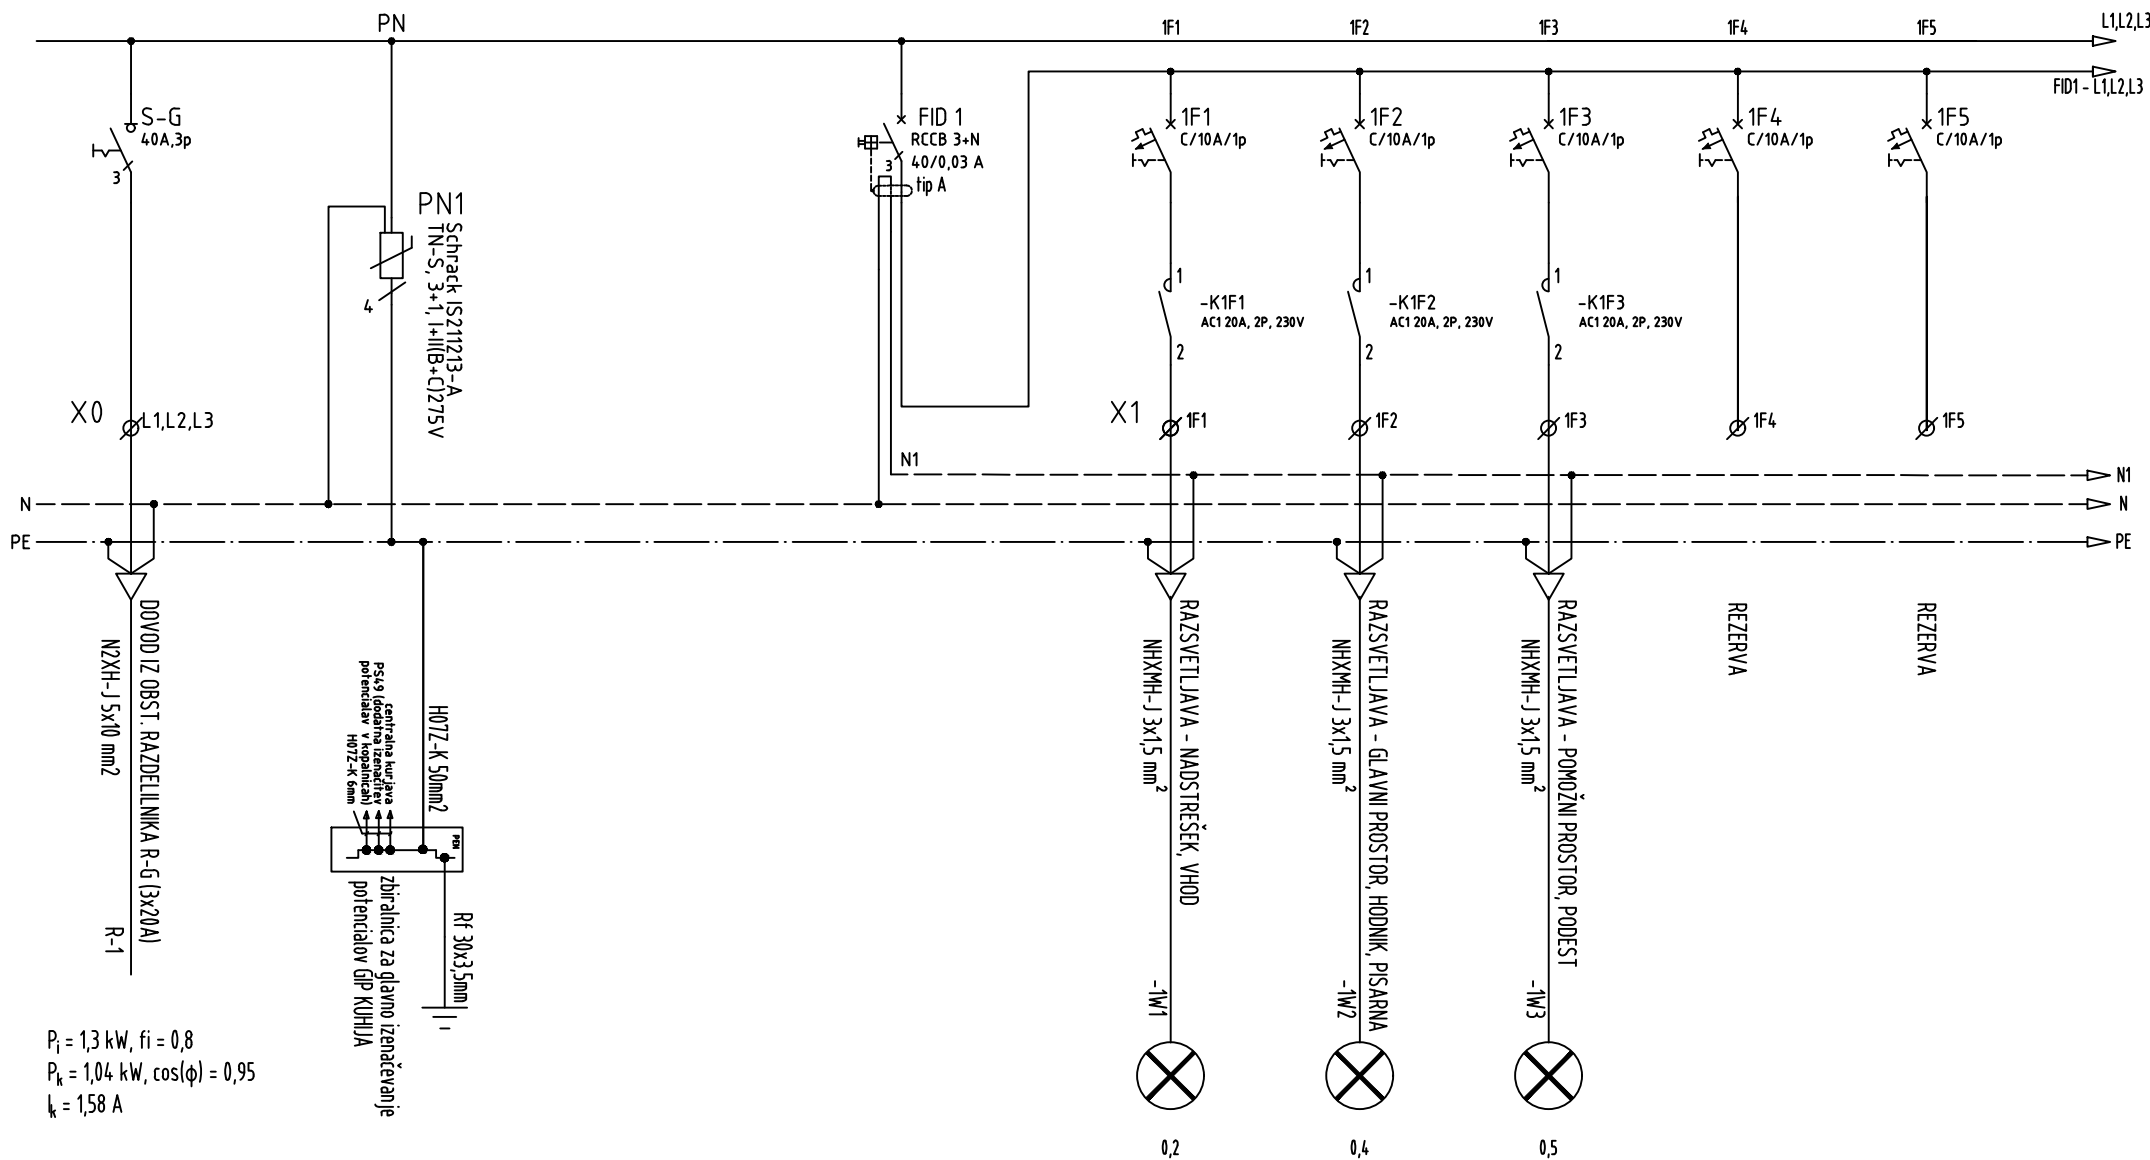 PN
1F1
1F2
1F3
1F4
1F5
L1,L2,L3
FID1 - L1,L2,L3
S-G
40A,3p
3
FID 1
RCCB 3+N
40/0,03 A
tip A
3
1F1
C/10A/1p
1F2
C/10A/1p
1F3
C/10A/1p
1F4
C/10A/1p
1F5
C/10A/1p
PN1
Schrack IS211213-A
TN-S, 3+1, I+II(B+C)275V
4
1
-K1F1
AC1 20A, 2P, 230V
2
1
-K1F2
AC1 20A, 2P, 230V
2
1
-K1F3
AC1 20A, 2P, 230V
2
X0
L1,L2,L3
X1
1F1
1F2
1F3
1F4
1F5
N1
N1
N
N
PE
PE
DOVOD IZ OBST. RAZDELILNIKA R-G (3x20A)
N2XH-J 5x10 mm2
R-1
H07Z-K 50mm2
centralna kurjava
PS49 (dodatna izenačitev
potencialav v kopalnicah)
H07Z-K 6mm
PEN
zbiralnica za glavno izenačevanje
potencialov GIP KUHIJA
Rf 30x3,5mm
RAZSVETLJAVA - NADSTREŠEK, VHOD
NHXMH-J 3x1,5 mm²
-1W1
RAZSVETLJAVA - GLAVNI PROSTOR, HODNIK, PISARNA
NHXMH-J 3x1,5 mm²
-1W2
RAZSVETLJAVA - POMOŽNI PROSTOR, PODEST
NHXMH-J 3x1,5 mm²
-1W3
REZERVA
REZERVA
Pi = 1,3 kW, fi = 0,8
Pk = 1,04 kW, cos(ϕ) = 0,95
Ik = 1,58 A
0,2
0,4
0,5